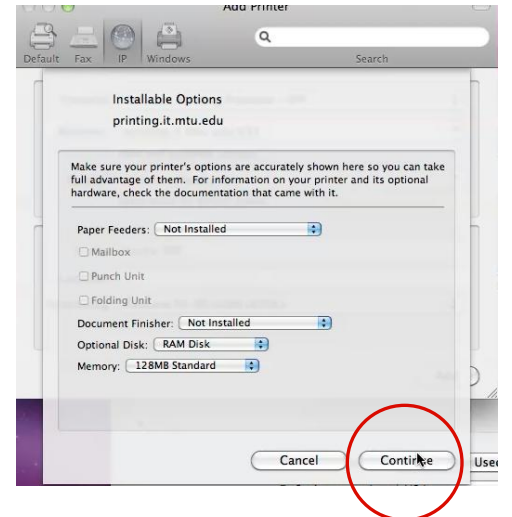 Add Printer
Default Fax IP Windows Search
Installable Options
printing.it.mtu.edu
Make sure your printer's options are accurately shown here so you can take
full advantage of them. For information on your printer and its optional
hardware, check the documentation that came with it.
Paper Feeders: Not Installed
Mailbox
Punch Unit
Folding Unit
Document Finisher: Not Installed
Optional Disk: RAM Disk
Memory: 128MB Standard
Cancel Continue